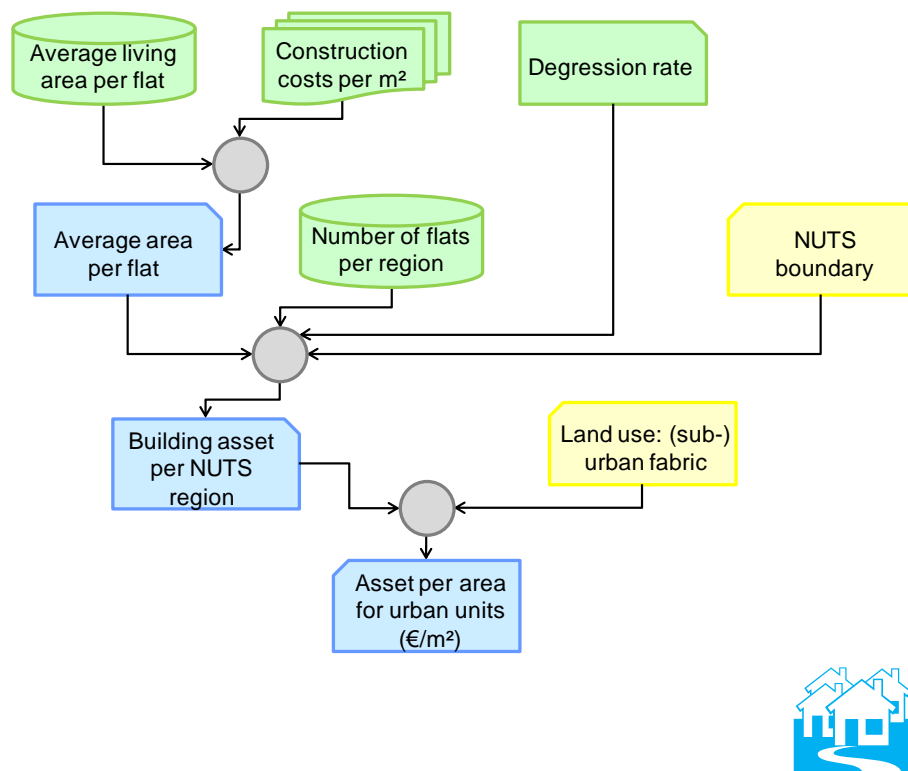 Average living
area per flat
Construction
costs per m²
Degression rate
Average area
per flat
Number of flats
per region
NUTS
boundary
Building asset
per NUTS
region
Land use: (sub-)
urban fabric
Asset per area
for urban units
(€/m²)